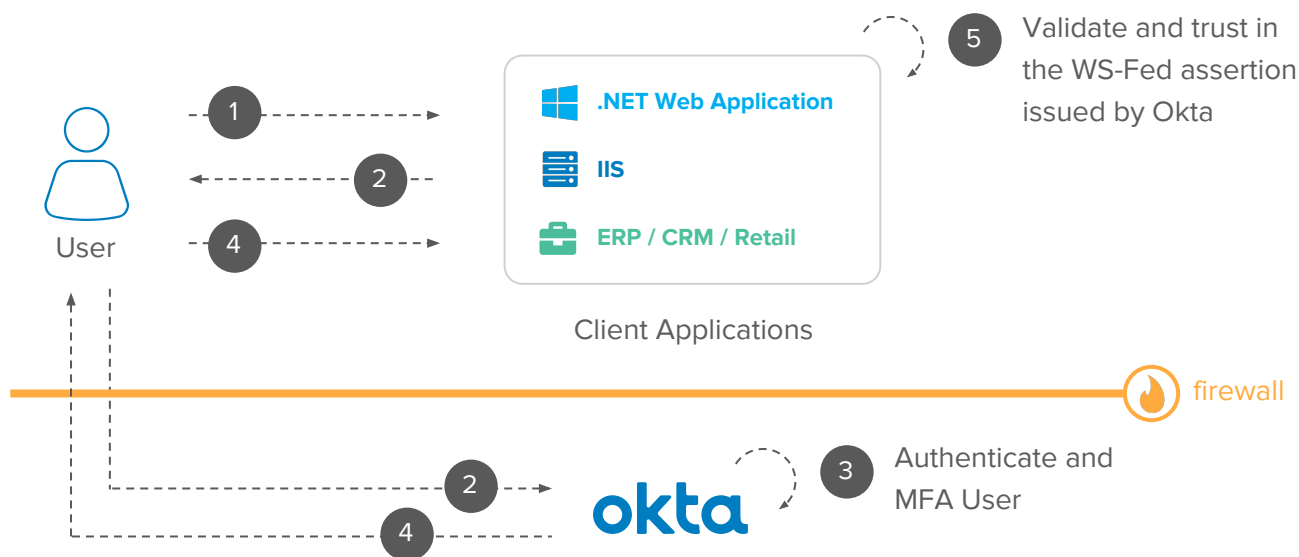 5
Validate and trust in
the WS-Fed assertion
issued by Okta
1
.NET Web Application
2
IIS
4
ERP / CRM / Retail
User
Client Applications
firewall
2
3
Authenticate and
MFA User
okta
4